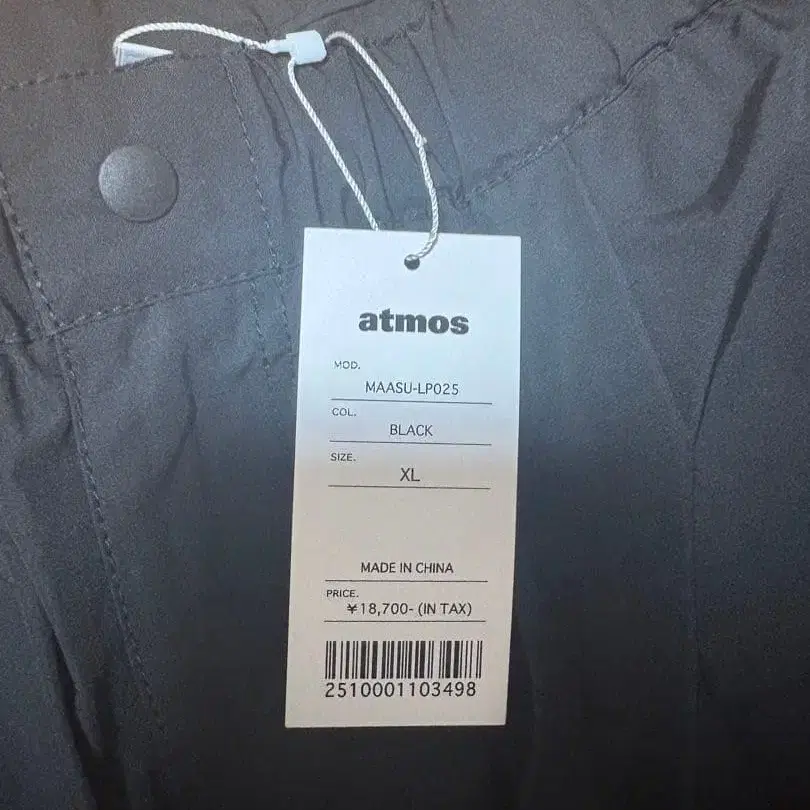 atmos
MOD.
MAASU-LP025
COL.
BLACK
SIZE.
XL
MADE IN CHINA
PRICE.
¥18,700- (IN TAX)
2510001103498